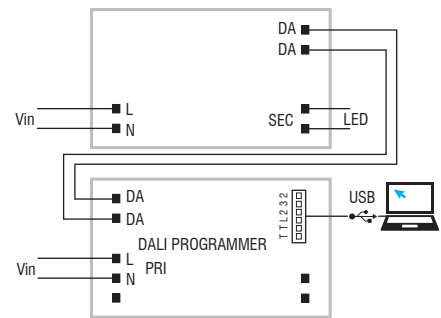 DA
DA
Vin
L
N
SEC
LED
DA
DA
TTL232
USB
DALI PROGRAMMER
PRI
Vin
L
N